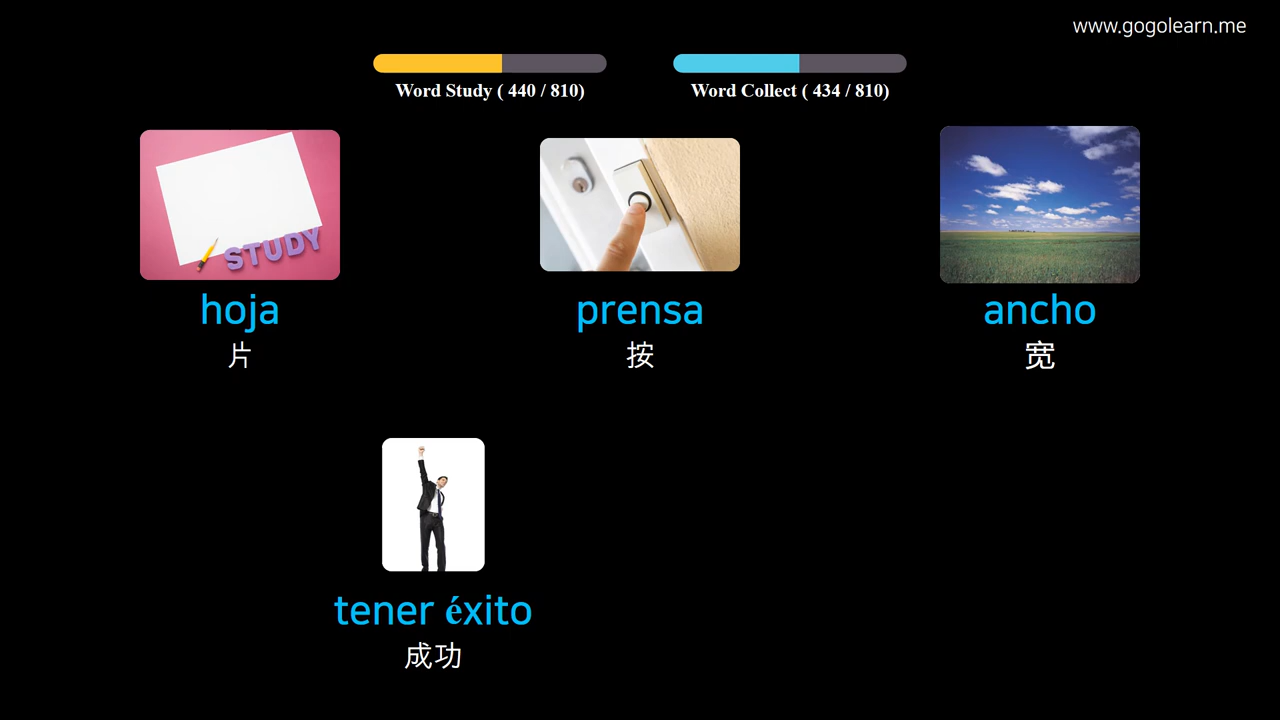 www.gogolearn.me
Word Study ( 440 / 810)
Word Collect ( 434 / 810)
STUDY
hoja
prensa
ancho
片
按
宽
tener éxito
成功